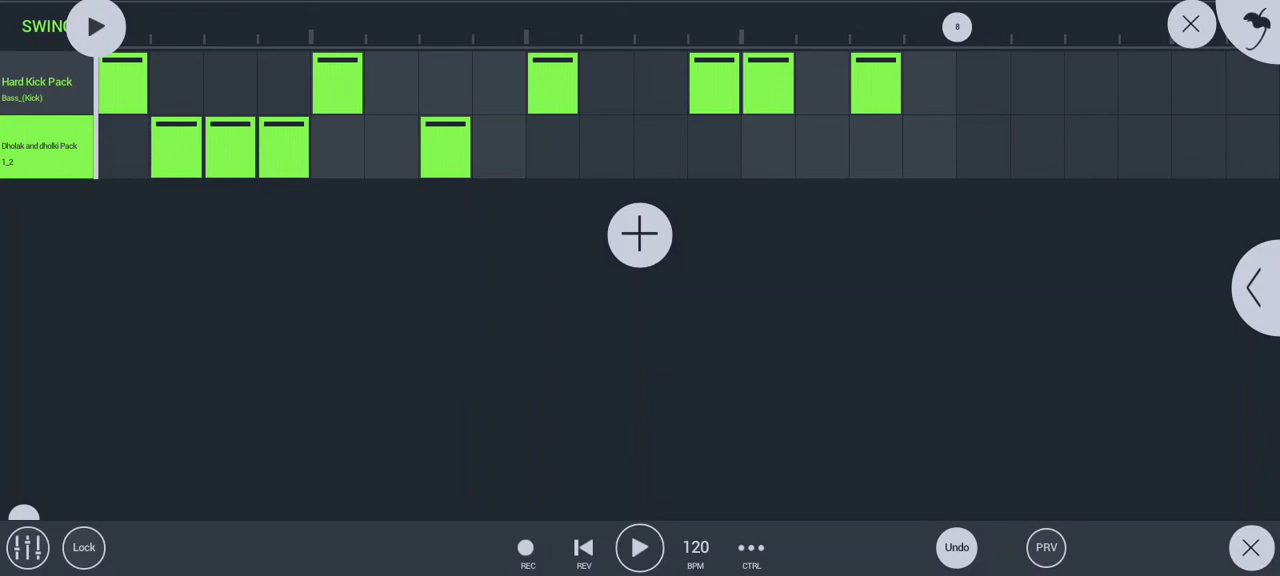 SWING
8
Hard Kick Pack
Bass_(Kick)
Dholak and dholki Pack
1_2
Lock
REC
REV
120
BPM
CTRL
Undo
PRV